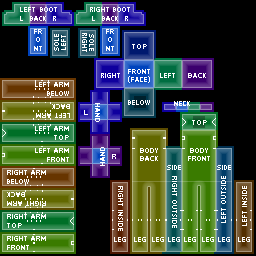 LEFT BOOT
L BACK R
RIGHT BOOT
L BACK R
FRONT
SOLE LEFT
SOLE RIGHT
FRONT
TOP
RIGHT
FRONT (FACE)
LEFT
BACK
BELOW
NECK
LEFT ARM
BELOW
LEFT ARM
BACK
LEFT ARM
TOP
LEFT ARM
FRONT
RIGHT ARM
BELOW
RIGHT ARM
BACK
RIGHT ARM
TOP
RIGHT ARM
FRONT
L
HAND
HAND
R
TOP
BODY
BACK
BODY
FRONT
SIDE
SIDE
RIGHT INSIDE
RIGHT OUTSIDE
LEFT OUTSIDE
LEFT INSIDE
LEG
LEG
LEG
LEG
LEG
LEG
LEG
LEG